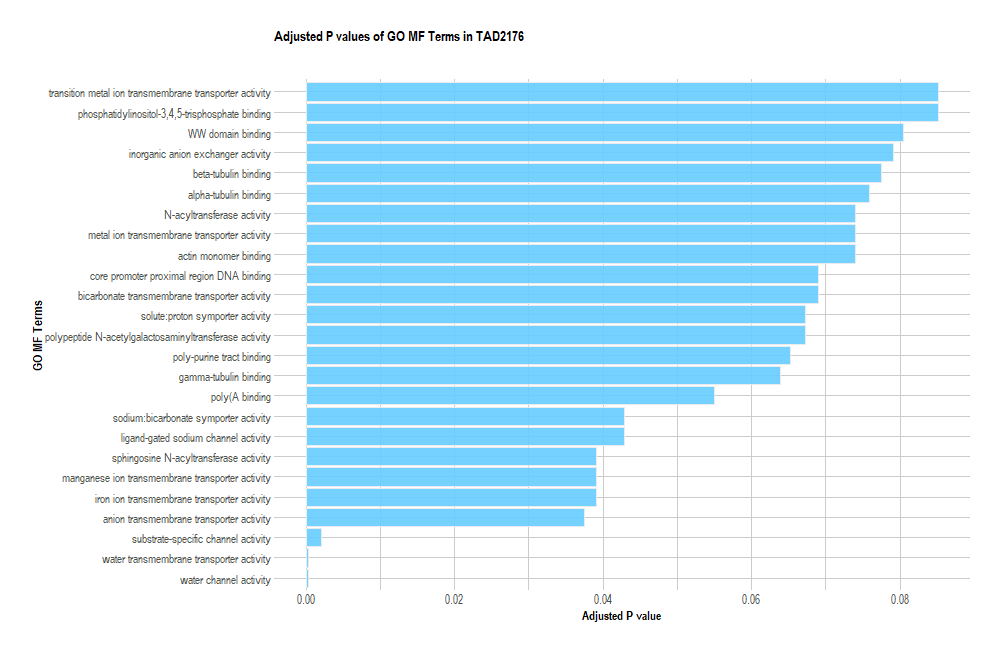 Adjusted P values of GO MF Terms in TAD2176
GO MF Terms
transition metal ion transmembrane transporter activity
phosphatidylinositol-3,4,5-trisphosphate binding
WW domain binding
inorganic anion exchanger activity
beta-tubulin binding
alpha-tubulin binding
N-acyltransferase activity
metal ion transmembrane transporter activity
actin monomer binding
core promoter proximal region DNA binding
bicarbonate transmembrane transporter activity
solute:proton symporter activity
polypeptide N-acetylgalactosaminyltransferase activity
poly-purine tract binding
gamma-tubulin binding
poly(A binding
sodium:bicarbonate symporter activity
ligand-gated sodium channel activity
sphingosine N-acyltransferase activity
manganese ion transmembrane transporter activity
iron ion transmembrane transporter activity
anion transmembrane transporter activity
substrate-specific channel activity
water transmembrane transporter activity
water channel activity
0.00 0.02 0.04 0.06 0.08
Adjusted P value